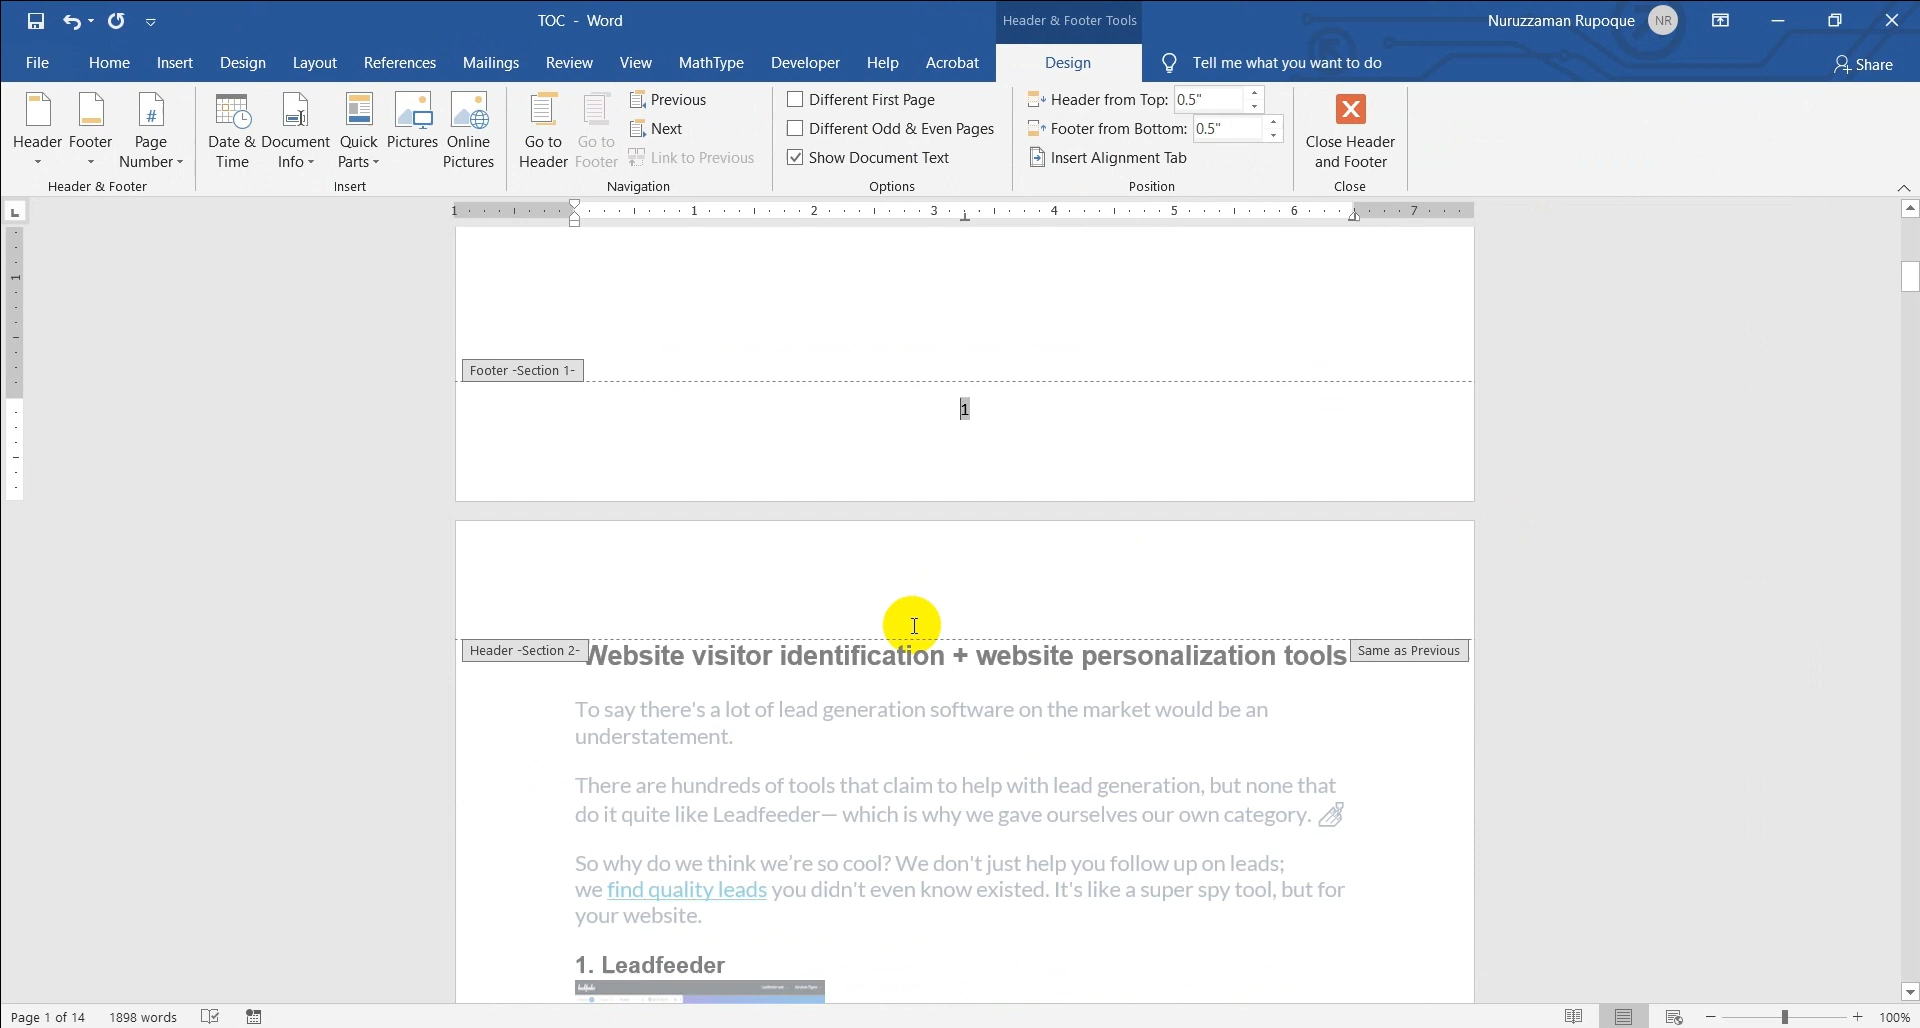 TOC - Word
Header & Footer Tools
Nuruzzaman Rupoque
NR
File
Home
Insert
Design
Layout
References
Mailings
Review
View
MathType
Developer
Help
Acrobat
Design
Tell me what you want to do
Share
Header
Footer
Page Number
Header & Footer
Date & Time
Document Info
Quick Parts
Pictures
Online Pictures
Insert
Go to Header
Go to Footer
Previous
Next
Link to Previous
Navigation
Different First Page
Different Odd & Even Pages
Show Document Text
Options
Header from Top: 0.5"
Footer from Bottom: 0.5"
Insert Alignment Tab
Position
Close Header and Footer
Close
1 1 2 3 4 5 6 7
1
Footer -Section 1-
1
Header -Section 2-
Website visitor identification + website personalization tools
Same as Previous
To say there's a lot of lead generation software on the market would be an
understatement.
There are hundreds of tools that claim to help with lead generation, but none that
do it quite like Leadfeeder— which is why we gave ourselves our own category.
So why do we think we’re so cool? We don't just help you follow up on leads;
we find quality leads you didn't even know existed. It's like a super spy tool, but for
your website.
1. Leadfeeder
Page 1 of 14
1898 words
100%